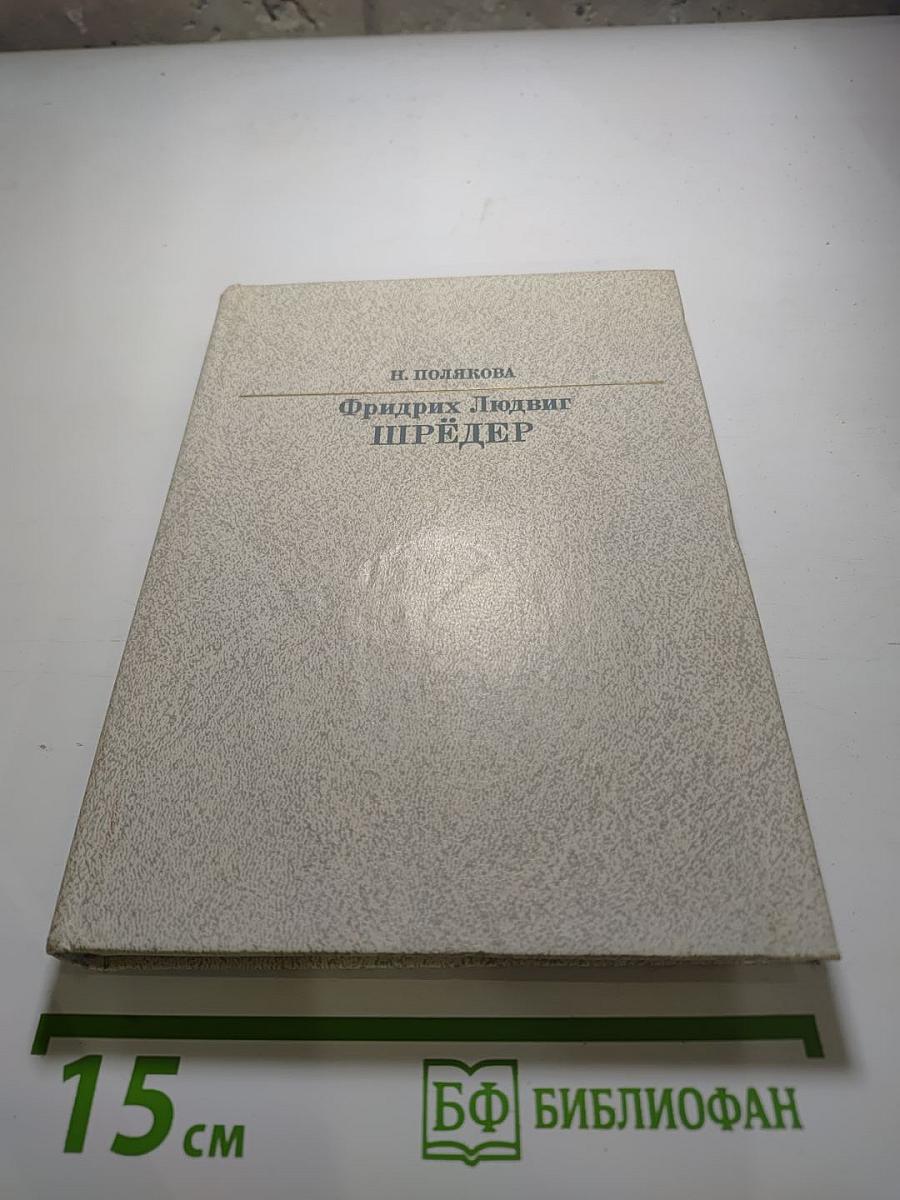 Н. ПОЛЯКОВА
Фридрих Людвиг
ШРЁДЕР
15 см
БФ БИБЛИОФАН